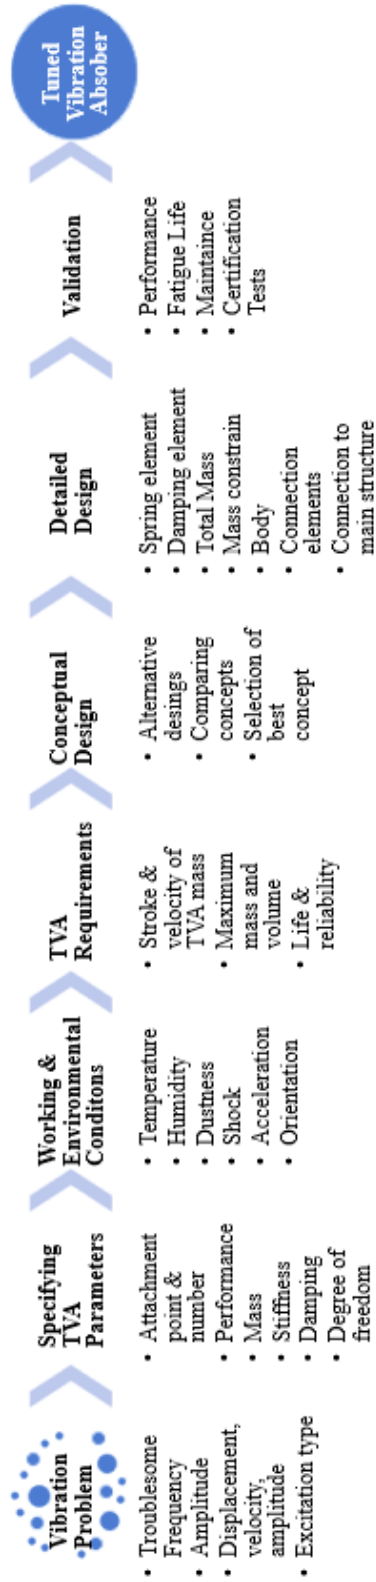 Vibration
Problem
• Troublesome
Frequency
• Amplitude
• Displacement,
velocity,
amplitude
• Excitation type
Specifying
TVA
Parameters
• Attachment
point &
number
• Performance
• Mass
• Stiffness
• Damping
• Degree of
freedom
Working &
Environmental
Conditons
• Temperature
• Humidity
• Dustness
• Shock
• Acceleration
• Orientation
TVA
Requirements
• Stroke &
velocity of
TVA mass
• Maximum
mass and
volume
• Life &
reliability
Conceptual
Design
• Alternative
desings
• Comparing
concepts
• Selection of
best
concept
Detailed
Design
• Spring element
• Damping element
• Total Mass
• Mass constrain
• Body
• Connection
elements
• Connection to
main structure
Validation
• Performance
• Fatigue Life
• Maintaince
• Certification
Tests
Tuned
Vibration
Absober